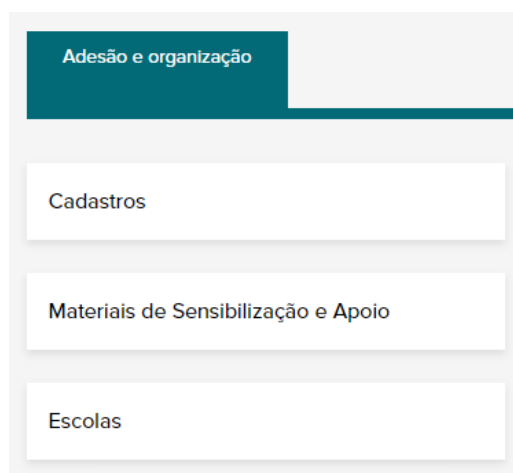 Adesão e organização
Cadastros
Materiais de Sensibilização e Apoio
Escolas